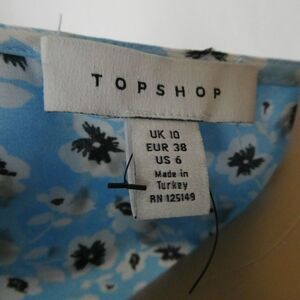 TOPSHOP
UK 10
EUR 38
US 6
Made in
Turkey
RN 125149